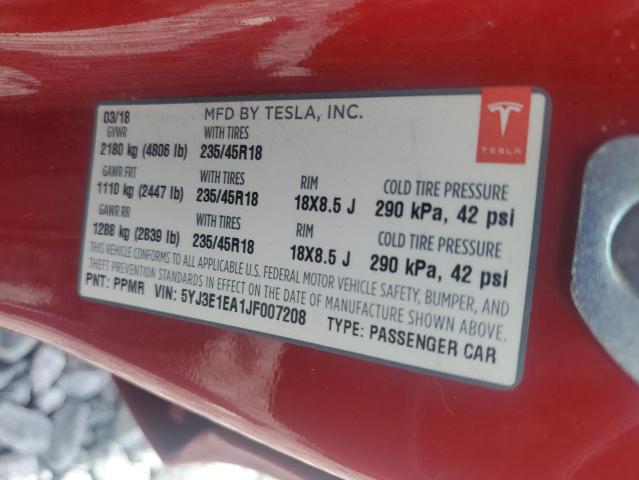 03/18 MFD BY TESLA, INC.
GVWR WITH TIRES
2180 kg (4806 lb) 235/45R18
GAWR FRT WITH TIRES RIM COLD TIRE PRESSURE
1110 kg (2447 lb) 235/45R18 18X8.5 J 290 kPa, 42 psi
GAWR RR WITH TIRES RIM COLD TIRE PRESSURE
1288 kg (2839 lb) 235/45R18 18X8.5 J 290 kPa, 42 psi
THIS VEHICLE CONFORMS TO ALL APPLICABLE U.S. FEDERAL MOTOR VEHICLE SAFETY, BUMPER, AND
THEFT PREVENTION STANDARDS IN EFFECT ON THE DATE OF MANUFACTURE SHOWN ABOVE.
PNT: PPMR VIN: 5YJ3E1EA1JF007208 TYPE: PASSENGER CAR
TESLA